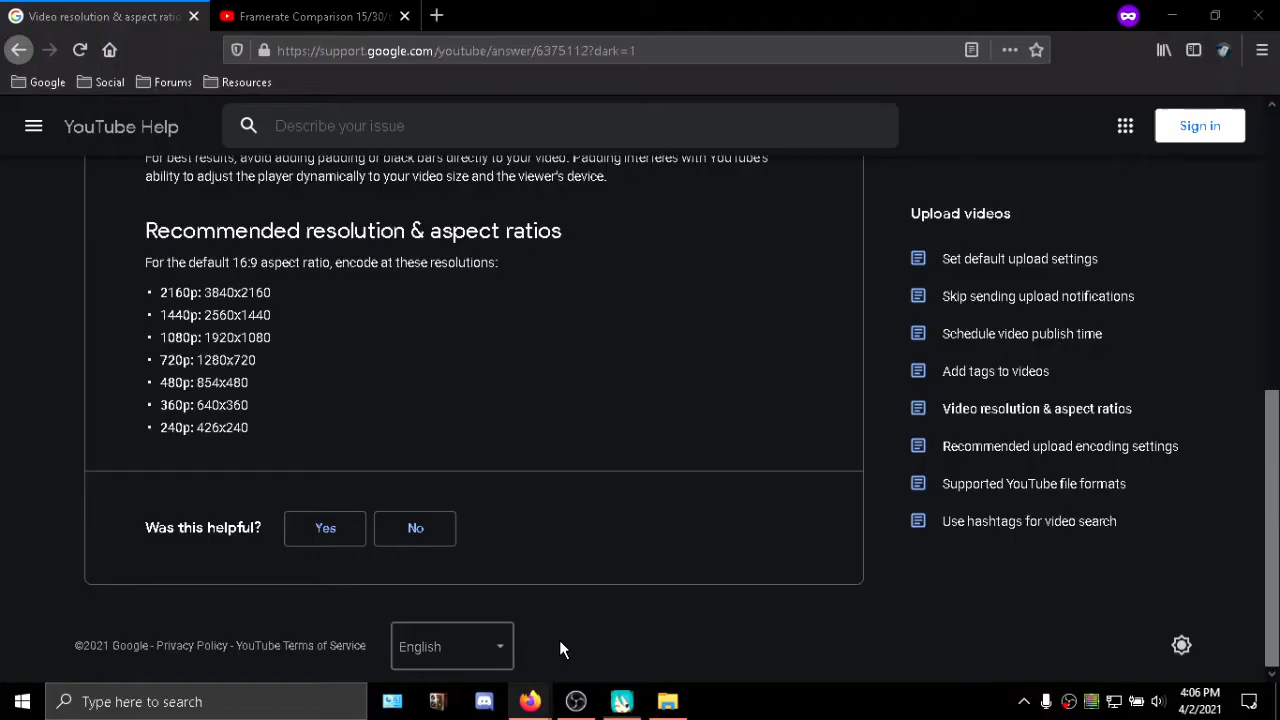 Video resolution & aspect ratio
Framerate Comparison 15/30/
https://support.google.com/youtube/answer/6375112?dark=1
Google
Social
Forums
Resources
YouTube Help
Describe your issue
Sign in
For best results, avoid adding padding or black bars directly to your video. Padding interferes with YouTube's
ability to adjust the player dynamically to your video size and the viewer's device.
Recommended resolution & aspect ratios
For the default 16:9 aspect ratio, encode at these resolutions:
• 2160p: 3840x2160
• 1440p: 2560x1440
• 1080p: 1920x1080
• 720p: 1280x720
• 480p: 854x480
• 360p: 640x360
• 240p: 426x240
Was this helpful?
Yes
No
Upload videos
Set default upload settings
Skip sending upload notifications
Schedule video publish time
Add tags to videos
Video resolution & aspect ratios
Recommended upload encoding settings
Supported YouTube file formats
Use hashtags for video search
©2021 Google - Privacy Policy - YouTube Terms of Service
English
Type here to search
4:06 PM
4/2/2021